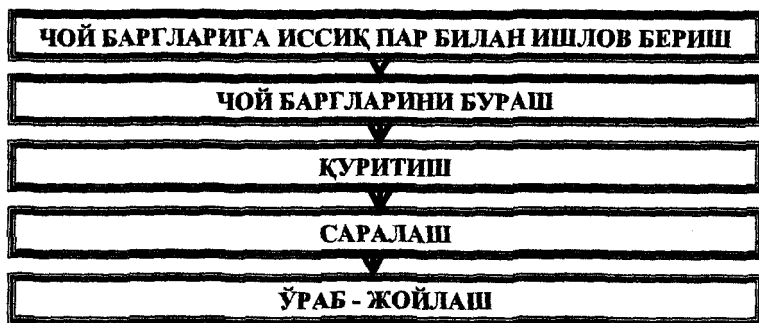 ЧОЙ БАРГЛАРИГА ИССИҚ ПАР БИЛАН ИШЛОВ БЕРИШ
ЧОЙ БАРГЛАРИНИ БУРАШ
ҚУРИТИШ
САРАЛАШ
ЎРАБ - ЖОЙЛАШ